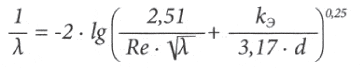 1/λ = -2 · lg(2,51/(Re · √λ) + kэ/(3,17 · d))^0,25